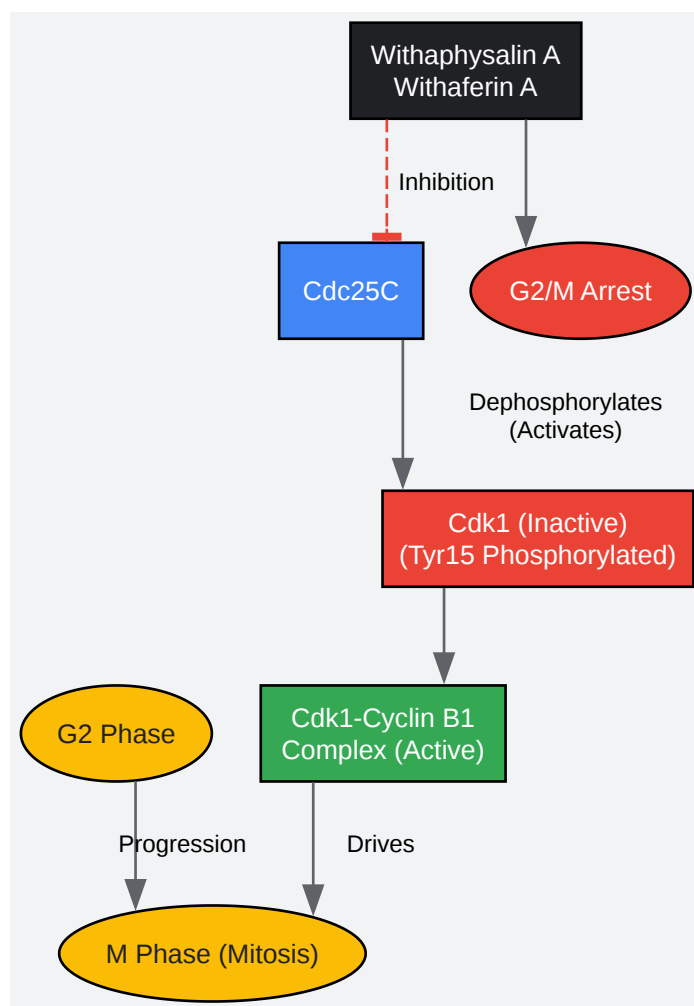 Withaphysalin A
Withaferin A
Inhibition
Cdc25C
G2/M Arrest
Dephosphorylates
(Activates)
Cdk1 (Inactive)
(Tyr15 Phosphorylated)
G2 Phase
Cdk1-Cyclin B1
Complex (Active)
Progression
Drives
M Phase (Mitosis)